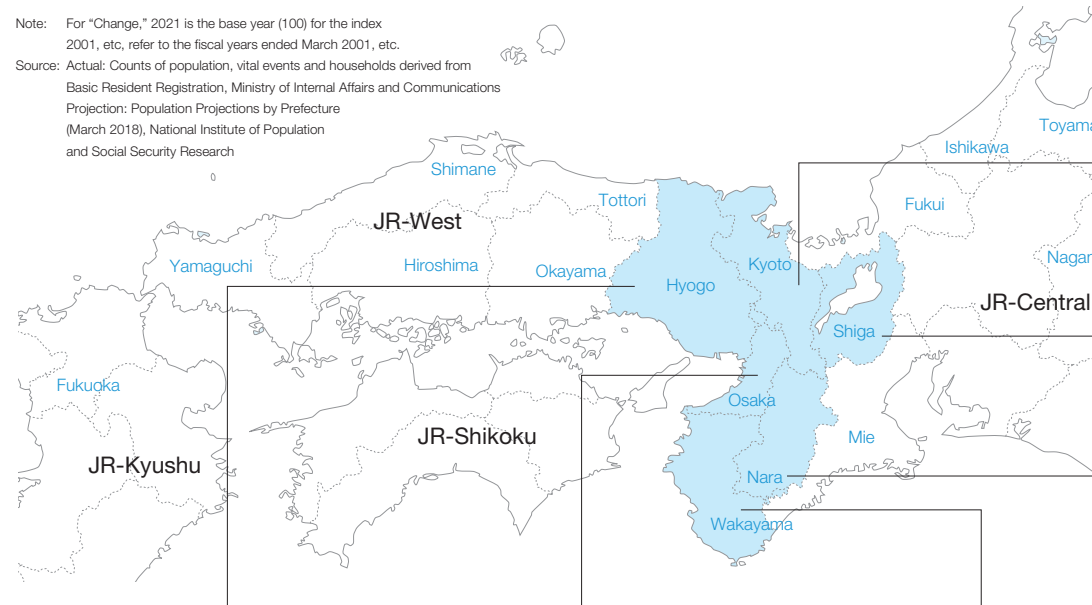 Note: For “Change,” 2021 is the base year (100) for the index
2001, etc, refer to the fiscal years ended March 2001, etc.
Source: Actual: Counts of population, vital events and households derived from
Basic Resident Registration, Ministry of Internal Affairs and Communications
Projection: Population Projections by Prefecture
(March 2018), National Institute of Population
and Social Security Research
Toyama
Ishikawa
Shimane
Tottori
Fukui
JR-West
Yamaguchi
Hiroshima
Okayama
Kyoto
Nagan
Hyogo
JR-Central
Shiga
Fukuoka
Osaka
JR-Shikoku
Mie
JR-Kyushu
Nara
Wakayama